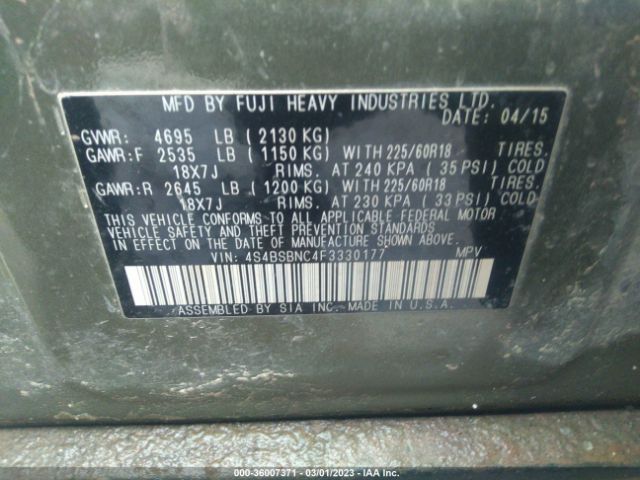 MFD BY FUJI HEAVY INDUSTRIES LTD.
DATE: 04/15
GVWR: 4695 LB (2130 KG)
GAWR:F 2535 LB (1150 KG) WITH 225/60R18 TIRES.
18X7J RIMS. AT 240 KPA (35 PSI) COLD
GAWR:R 2645 LB (1200 KG) WITH 225/60R18 TIRES.
18X7J RIMS. AT 230 KPA (33 PSI) COLD
THIS VEHICLE CONFORMS TO ALL APPLICABLE FEDERAL MOTOR
VEHICLE SAFETY AND THEFT PREVENTION STANDARDS
IN EFFECT ON THE DATE OF MANUFACTURE SHOWN ABOVE.
VIN: 4S4BSBNC4F3330177 MPV
ASSEMBLED BY SIA INC. MADE IN U.S.A.
000-36007371 - 03/01/2023 - IAA Inc.